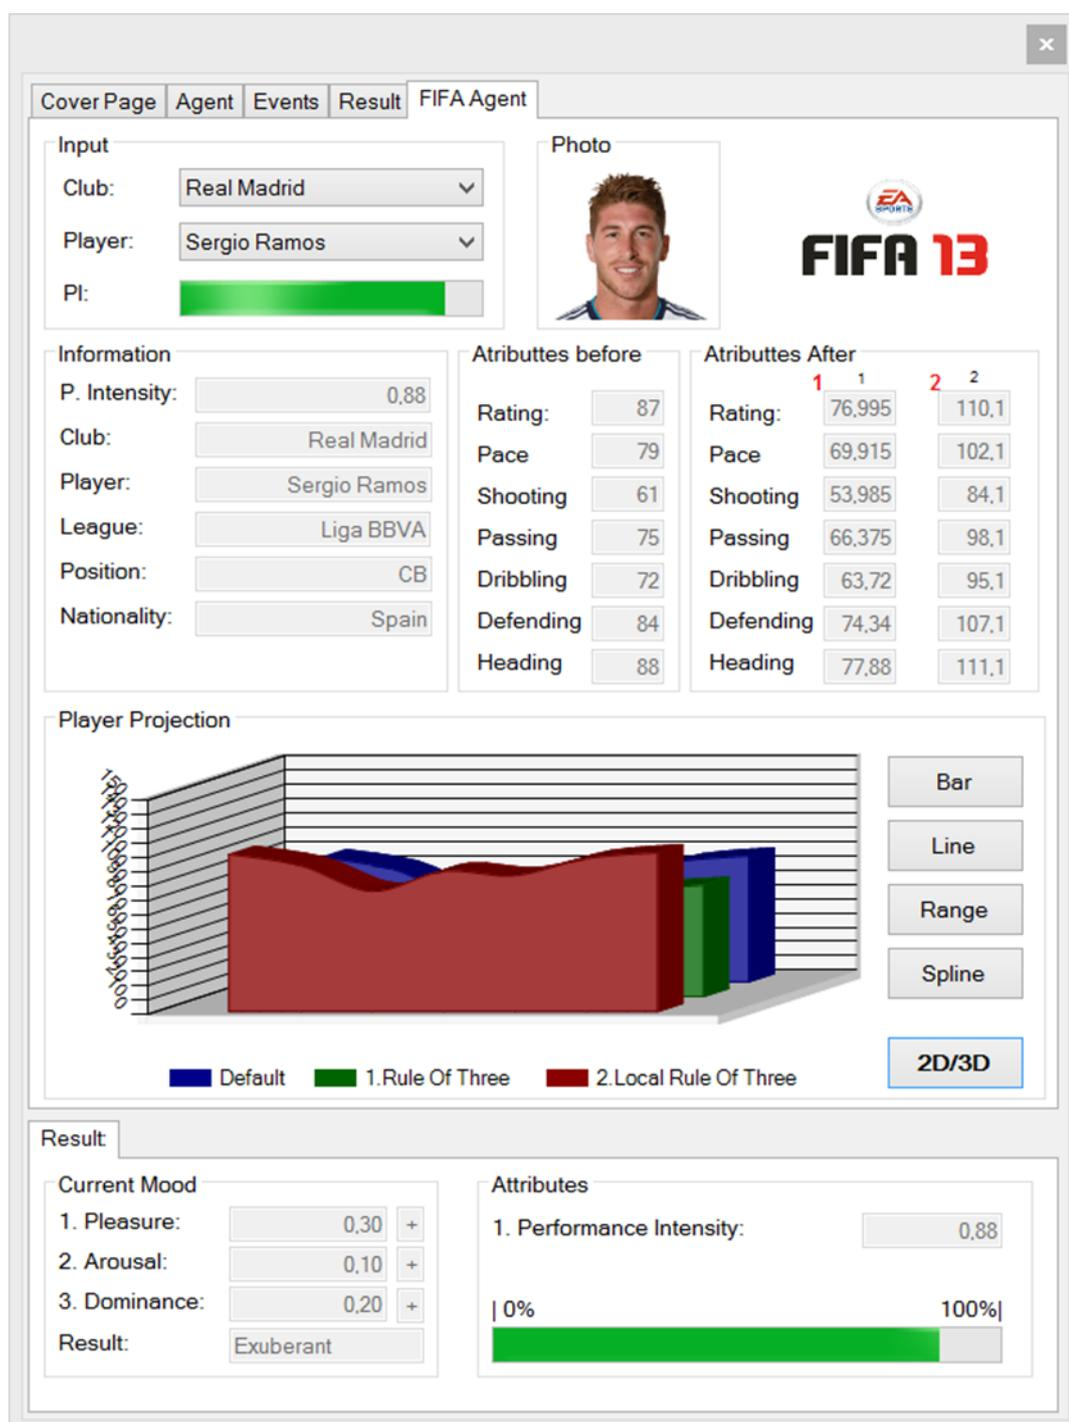 ×
Cover Page Agent Events Result FIFA Agent
Input
Club: Real Madrid
Player: Sergio Ramos
PI:
Photo
EA
SPORTS
FIFA 13
Information
P. Intensity: 0,88
Club: Real Madrid
Player: Sergio Ramos
League: Liga BBVA
Position: CB
Nationality: Spain
Atributtes before
Rating: 87
Pace 79
Shooting 61
Passing 75
Dribbling 72
Defending 84
Heading 88
Atributtes After
1 1 2 2
Rating: 76,995 110,1
Pace 69,915 102,1
Shooting 53,985 84,1
Passing 66,375 98,1
Dribbling 63,72 95,1
Defending 74,34 107,1
Heading 77,88 111,1
Player Projection
150
10
0
Bar
Line
Range
Spline
2D/3D
Default 1.Rule Of Three 2.Local Rule Of Three
Result:
Current Mood
1. Pleasure: 0,30 +
2. Arousal: 0,10 +
3. Dominance: 0,20 +
Result: Exuberant
Attributes
1. Performance Intensity: 0,88
| 0% 100%|